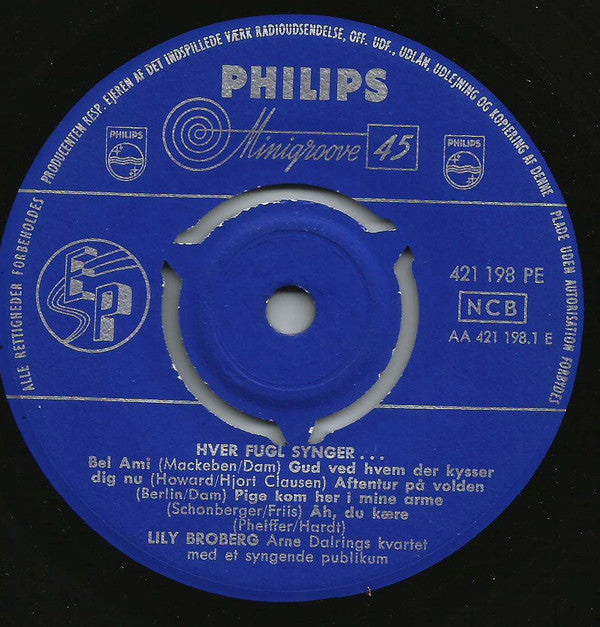 PRODUCENTEN RESP. EJEREN AF DET INDSPILLEDE VÆRK RADIOUDSENDELSE, OFF. UDF., UDLÅN, UDLEJNING OG KOPIERING AF DENNE
PLADE UDEN AUTORISATION FORBYDES
ALLE RETTIGHEDER FORBEHOLDES
PHILIPS
Minigroove 45
PHILIPS
PHILIPS
EP
421 198 PE
NCB
AA 421 198.1 E
HVER FUGL SYNGER...
Bel Ami (Mackeben/Dam) Gud ved hvem der kysser
dig nu (Howard/Hjort Clausen) Aftentur på volden
(Berlin/Dam) Pige kom her i mine arme
(Schonberger/Friis) Åh, du kære
(Pheiffer/Hardt)
LILY BROBERG Arne Dalrings kvartet
med et syngende publikum